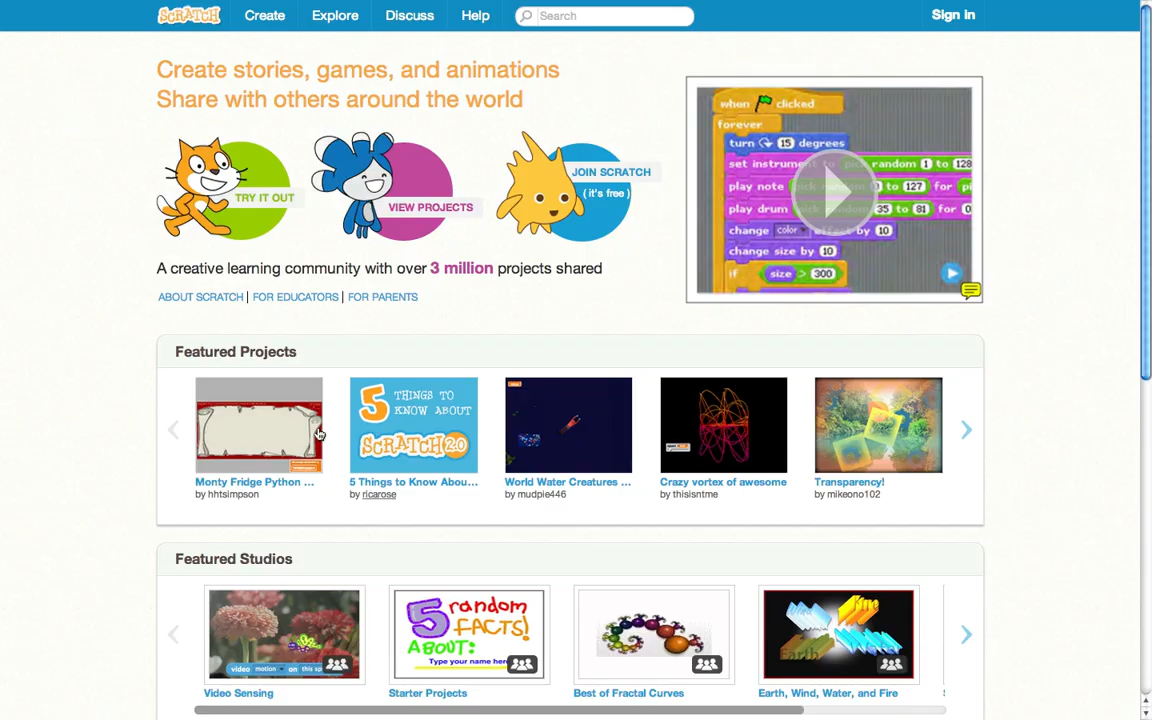 SCRATCH Create Explore Discuss Help Search Sign in
Create stories, games, and animations
Share with others around the world
TRY IT OUT
VIEW PROJECTS
JOIN SCRATCH
( it's free )
A creative learning community with over 3 million projects shared
ABOUT SCRATCH | FOR EDUCATORS | FOR PARENTS
when clicked
forever
turn 15 degrees
set instrument to pick random 1 to 128
play note to 127 for
play drum 35 to 81 for
change color effect by 10
change size by 10
if size > 300
Featured Projects
5 THINGS TO
KNOW ABOUT
SCRATCH 2.0
Monty Fridge Python ...
by hhtsimpson
5 Things to Know Abou...
by ricarose
World Water Creatures ...
by mudpie446
Crazy vortex of awesome
by thisisntme
Transparency!
by mikeono102
Featured Studios
video motion on this
5 random
FACTS!
ABOUT:
Type your name here
Earth
Video Sensing
Starter Projects
Best of Fractal Curves
Earth, Wind, Water, and Fire